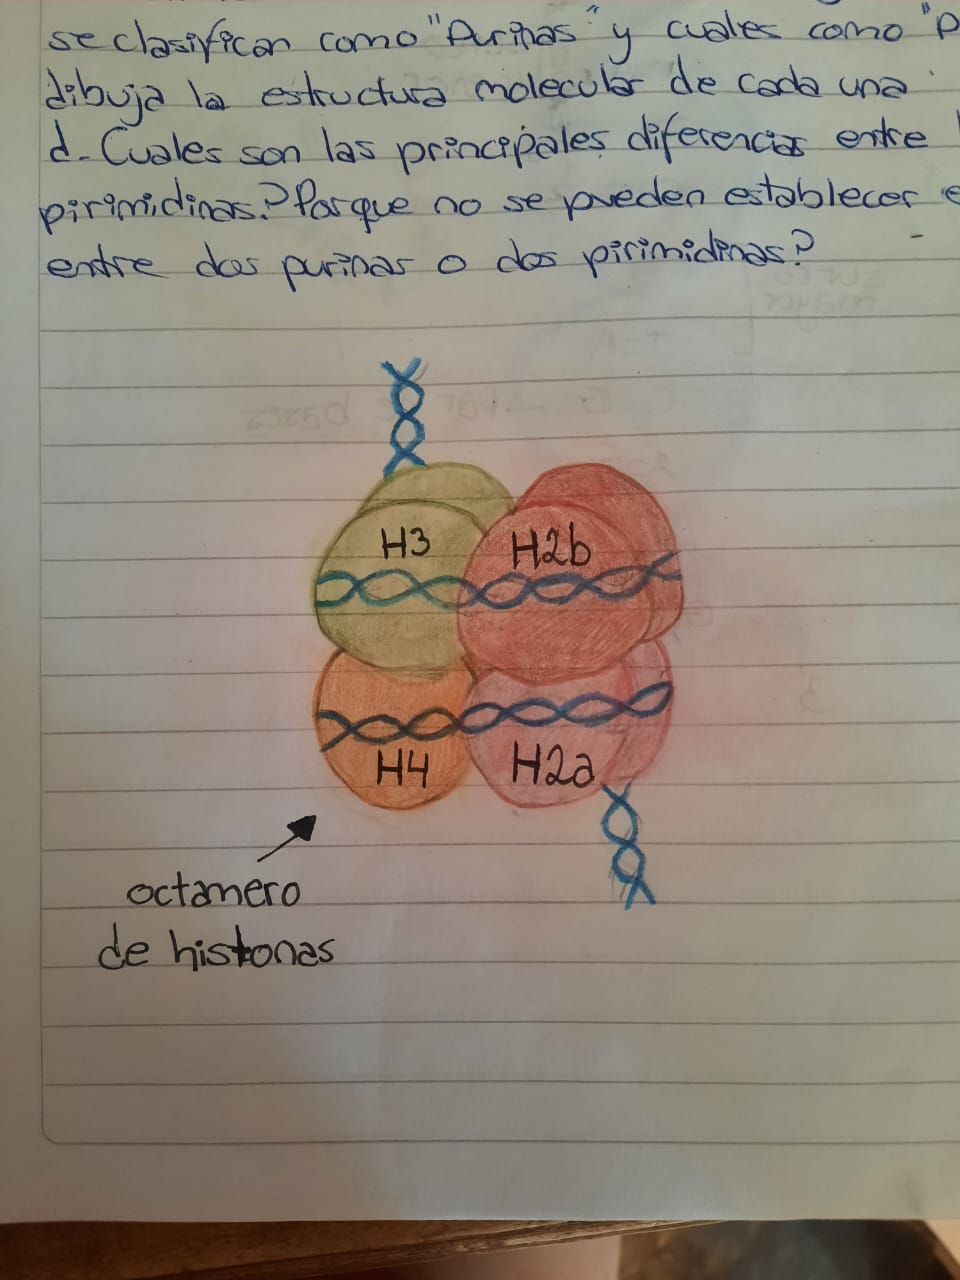 se clasifican como "Purinas" y cuales como "P
dibuja la estructura molecular de cada una
d. Cuales son las principales diferencias entre
pirimidinas? Porque no se pueden establecer e
entre dos purinas o dos pirimidinas?
H3
H2b
H4
H2a
octamero
de histonas